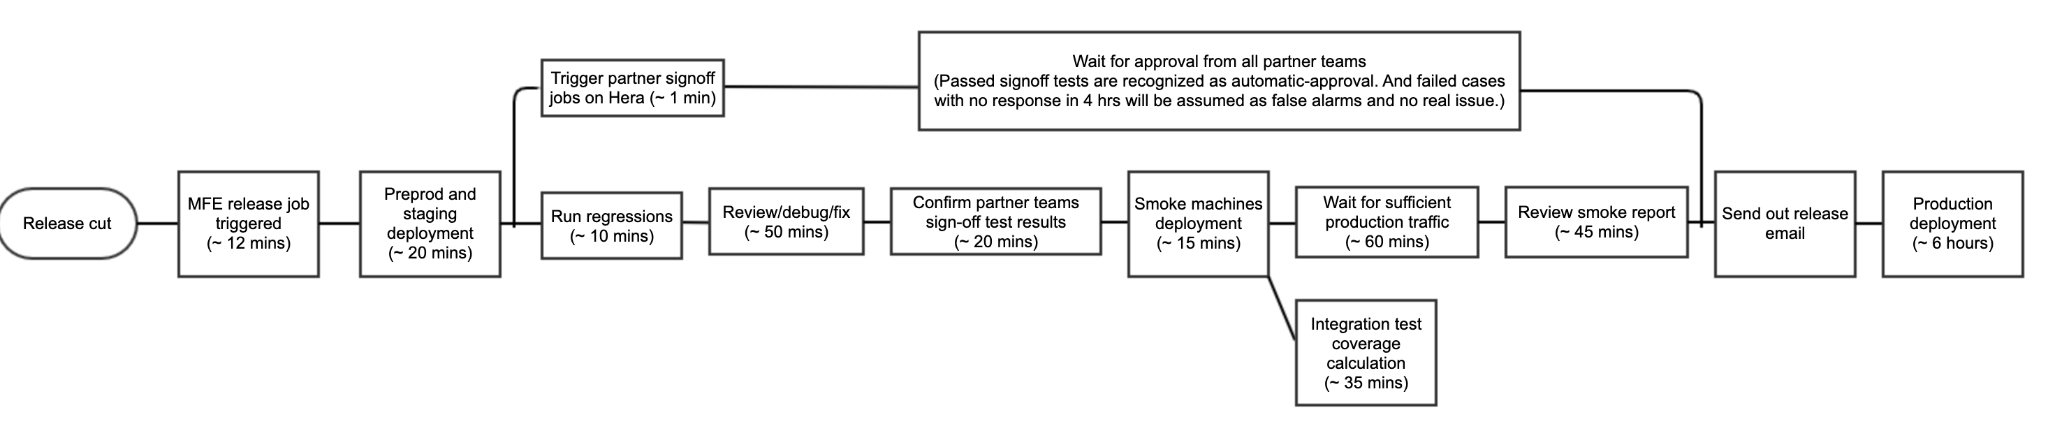 Release cut
MFE release job
triggered
(~ 12 mins)
Preprod and
staging
deployment
(~ 20 mins)
Trigger partner signoff
jobs on Hera (~ 1 min)
Wait for approval from all partner teams
(Passed signoff tests are recognized as automatic-approval. And failed cases
with no response in 4 hrs will be assumed as false alarms and no real issue.)
Run regressions
(~ 10 mins)
Review/debug/fix
(~ 50 mins)
Confirm partner teams
sign-off test results
(~ 20 mins)
Smoke machines
deployment
(~ 15 mins)
Wait for sufficient
production traffic
(~ 60 mins)
Review smoke report
(~ 45 mins)
Integration test
coverage
calculation
(~ 35 mins)
Send out release
email
Production
deployment
(~ 6 hours)